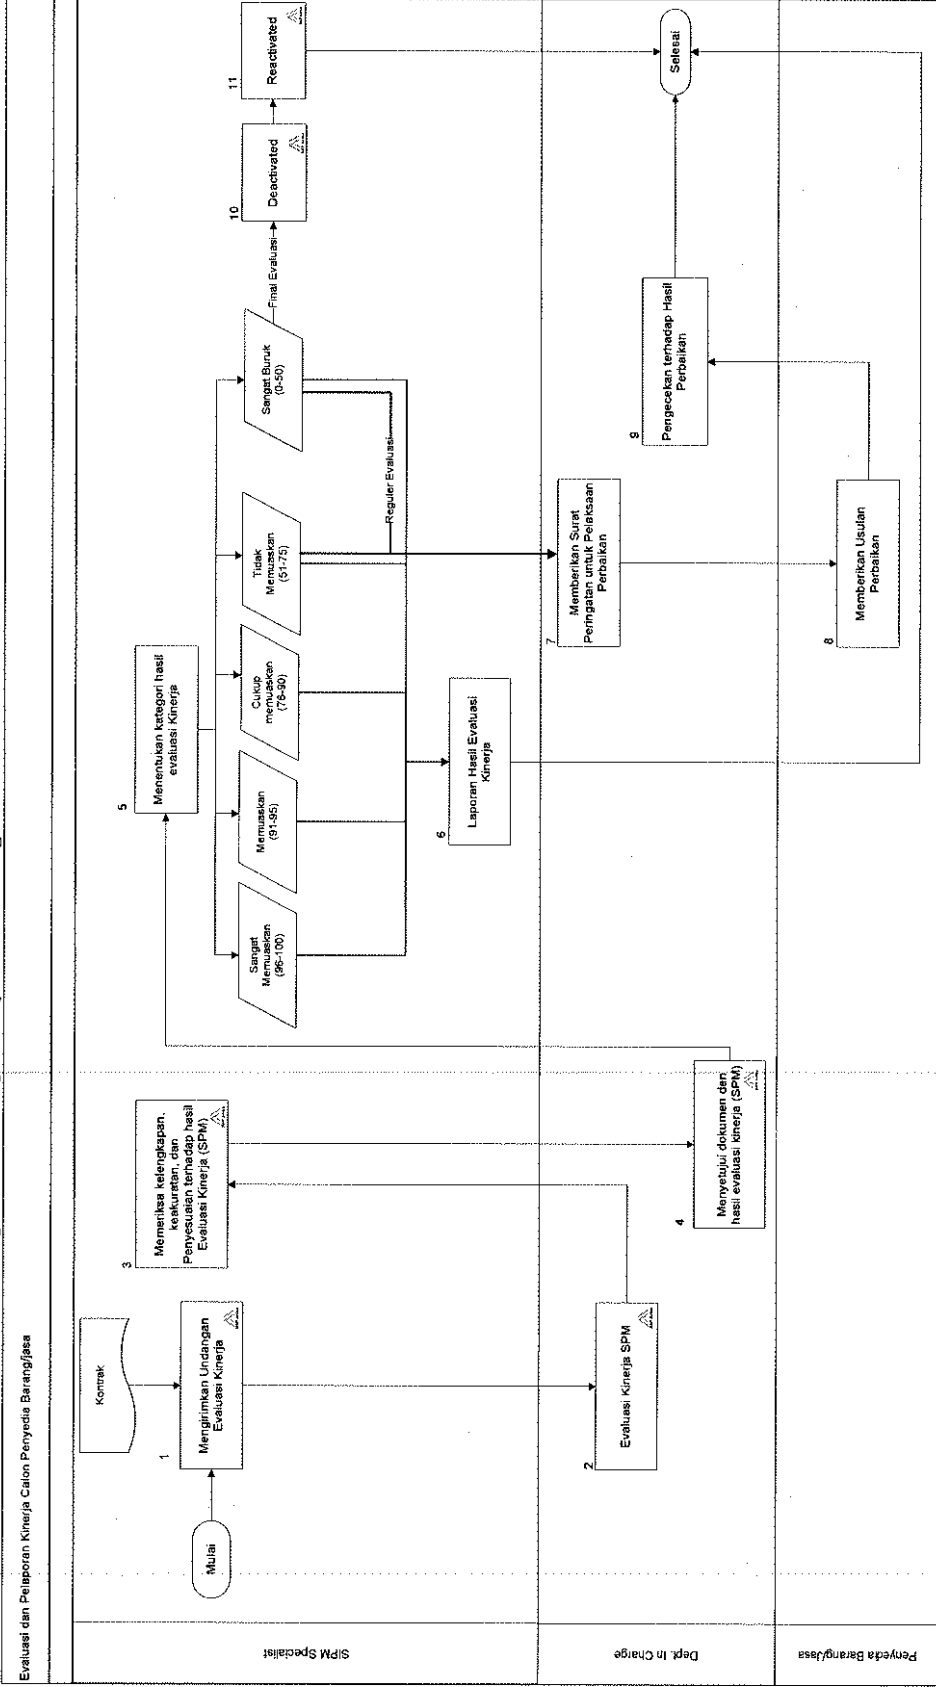 Evaluasi dan Pelaporan Kinerja Calon Penyedia Barang/jasa
SIPM Specialist
Mulai
Kontrak
1
Mengirimkan Undangan
Evaluasi Kinerja
3
Memeriksa kelengkapan,
keakuratan, dan
Penyesuaian terhadap hasil
Evaluasi Kinerja (SPM)
5
Menentukan kategori hasil
evaluasi Kinerja
Sangat
Memuaskan
(96-100)
Memuaskan
(91-95)
Cukup
memuaskan
(76-90)
Tidak
Memuaskan
(51-75)
Sangat Buruk
(0-50)
Final Evaluasi
Reguler Evaluasi
10
Deactivated
11
Reactivated
6
Laporan Hasil Evaluasi
Kinerja
Dept. In Charge
2
Evaluasi Kinerja SPM
4
Menyetujui dokumen dan
hasil evaluasi kinerja (SPM)
7
Memberikan Surat
Peringatan untuk Pelaksaan
Perbaikan
9
Pengecekan terhadap Hasil
Perbaikan
Selesai
Penyedia Barang/Jasa
8
Memberikan Usulan
Perbaikan